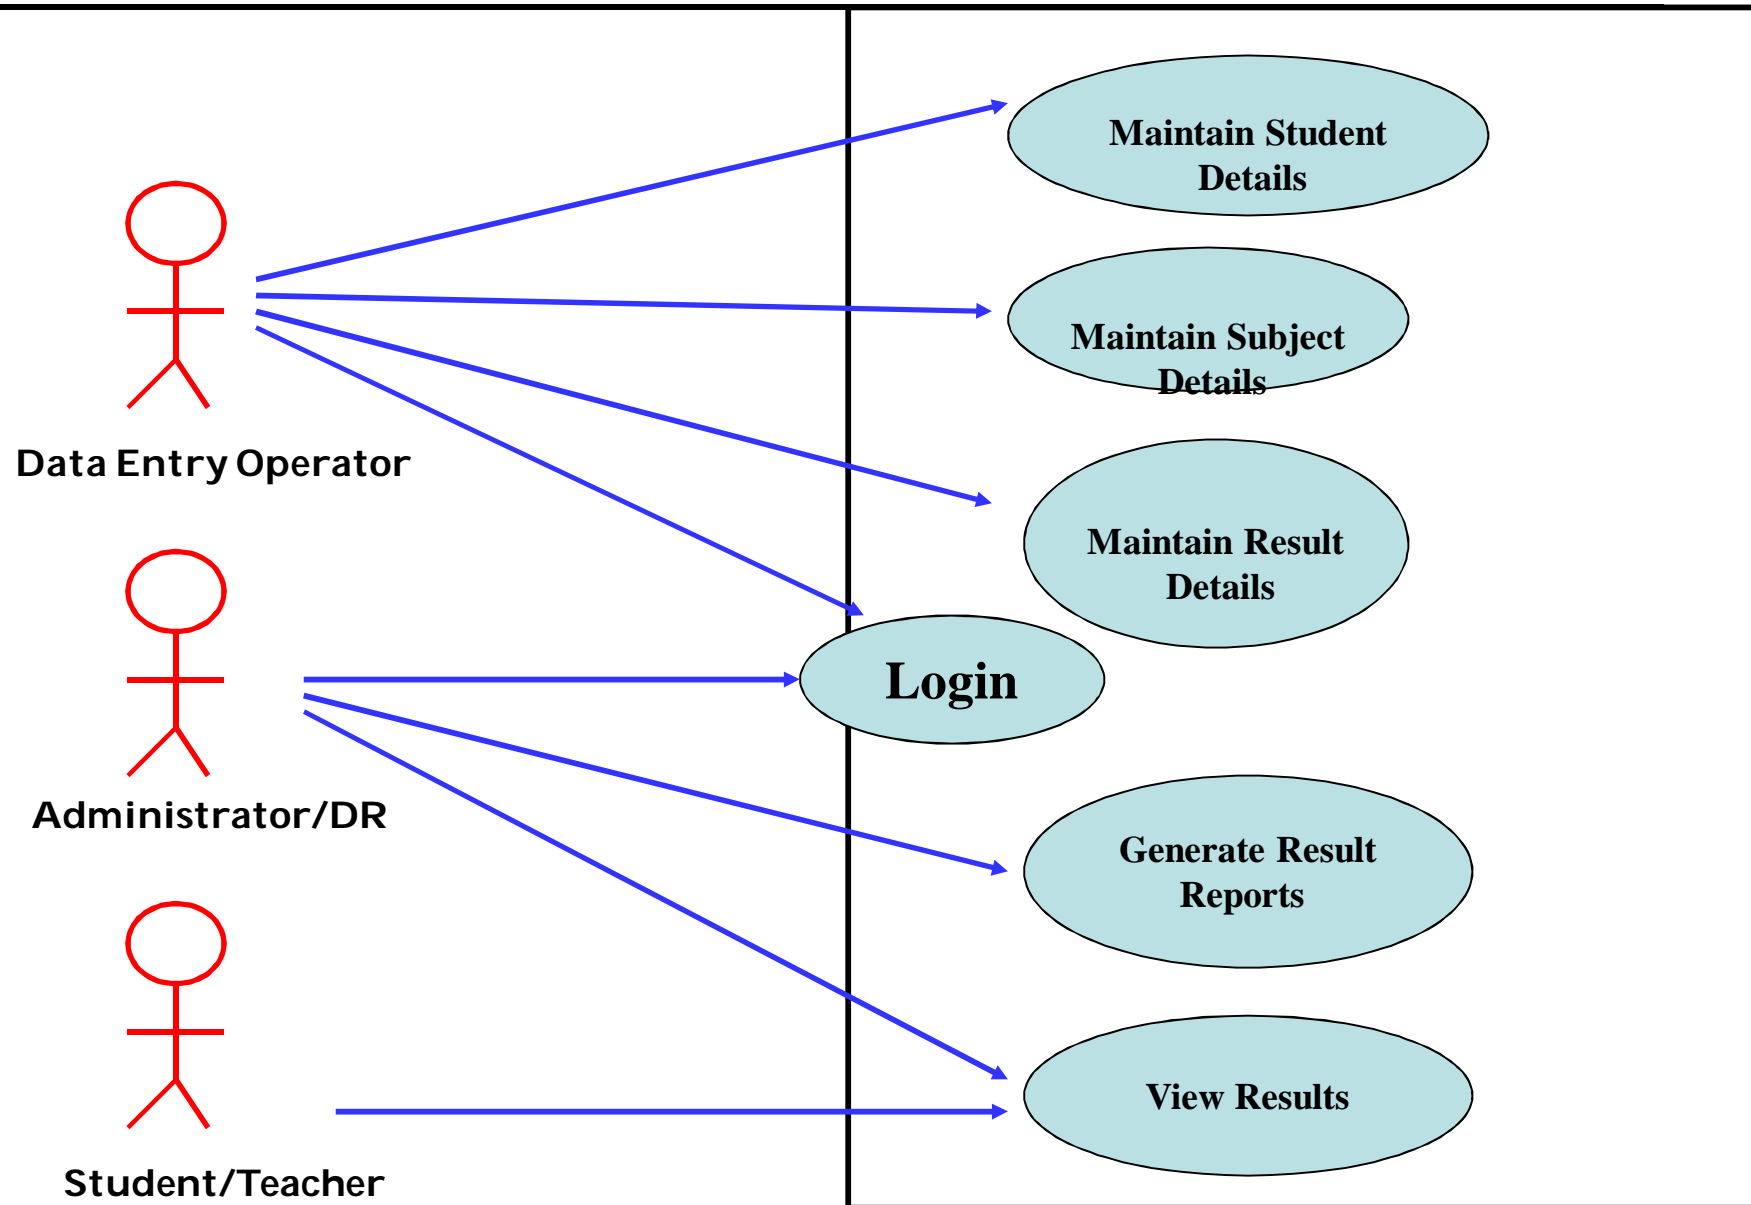 Maintain Student
Details
Maintain Subject
Details
Data Entry Operator
Maintain Result
Details
Login
Administrator/DR
Generate Result
Reports
View Results
Student/Teacher